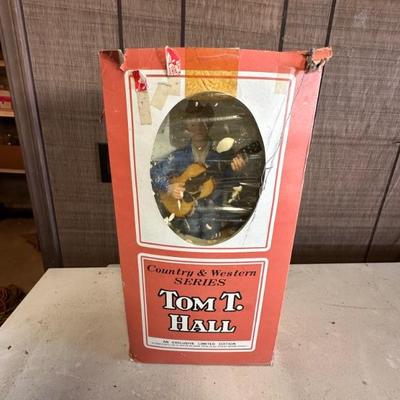 Country & Western
SERIES
TOM T.
HALL
AN EXCLUSIVE LIMITED EDITION